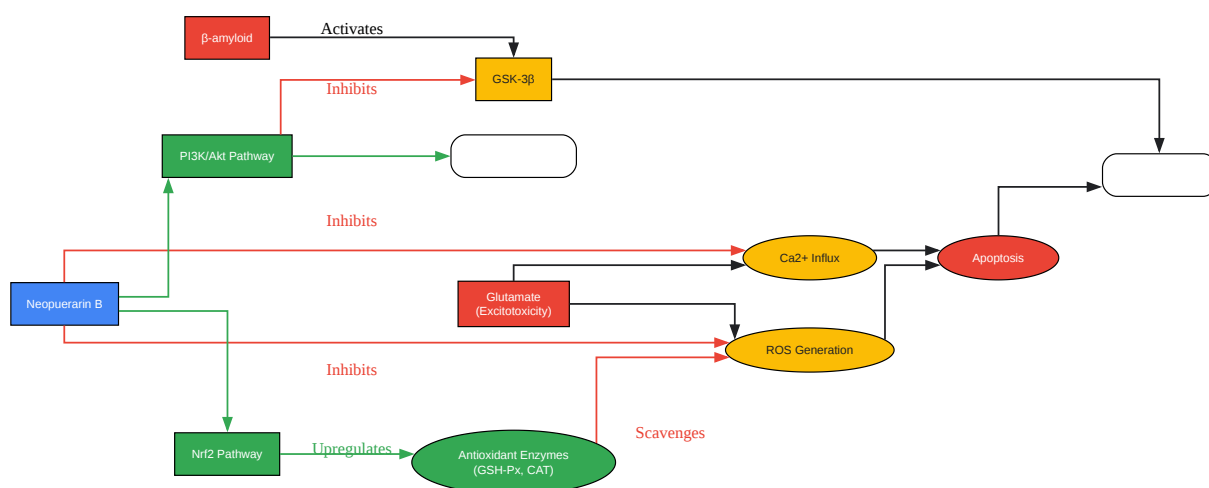 β-amyloid
Activates
GSK-3β
Inhibits
PI3K/Akt Pathway
Inhibits
Ca2+ Influx
Apoptosis
Neopuerarin B
Glutamate
(Excitotoxicity)
ROS Generation
Inhibits
Scavenges
Nrf2 Pathway
Upregulates
Antioxidant Enzymes
(GSH-Px, CAT)